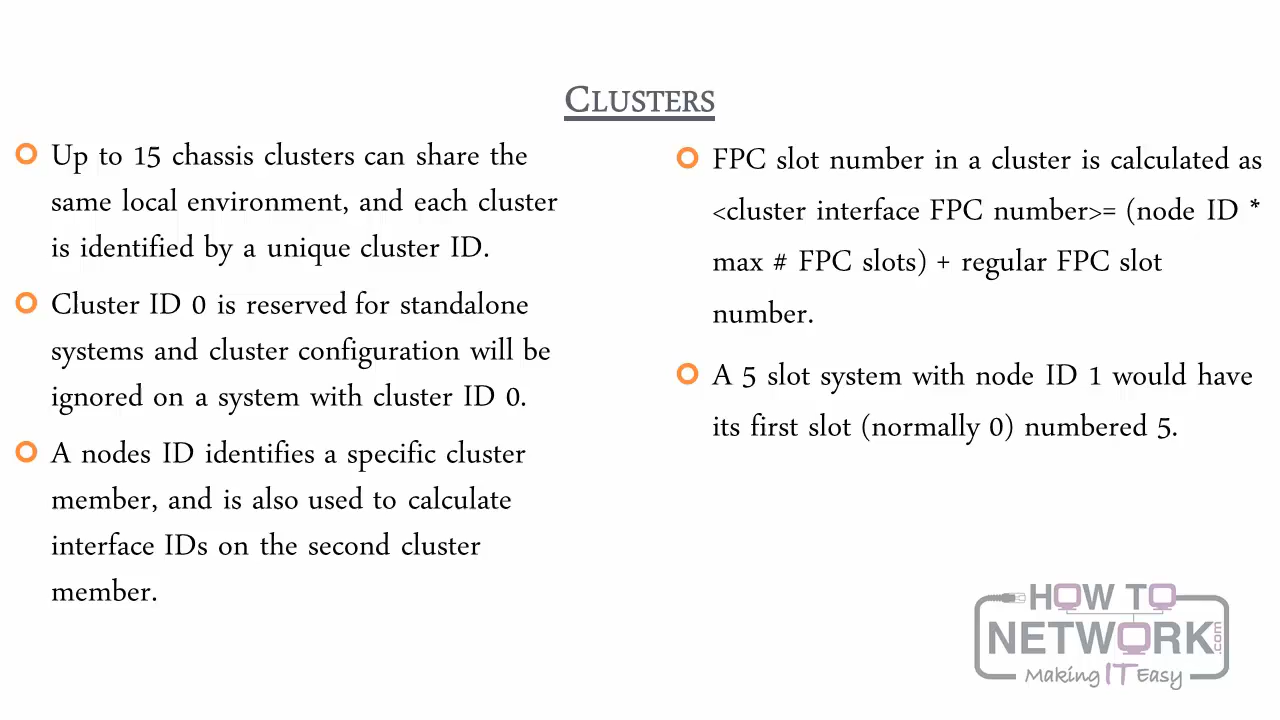 CLUSTERS
Up to 15 chassis clusters can share the
same local environment, and each cluster
is identified by a unique cluster ID.
Cluster ID 0 is reserved for standalone
systems and cluster configuration will be
ignored on a system with cluster ID 0.
A nodes ID identifies a specific cluster
member, and is also used to calculate
interface IDs on the second cluster
member.
FPC slot number in a cluster is calculated as
<cluster interface FPC number>= (node ID *
max # FPC slots) + regular FPC slot
number.
A 5 slot system with node ID 1 would have
its first slot (normally 0) numbered 5.
HOW TO
NETWORK.com
Making IT Easy